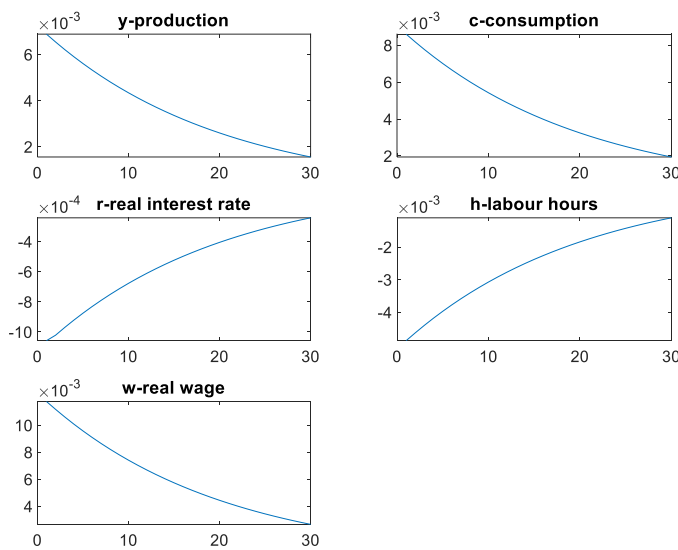 y-production
×10-3
6
4
2
0 10 20 30
c-consumption
×10-3
8
6
4
2
0 10 20 30
r-real interest rate
×10-4
-4
-6
-8
-10
0 10 20 30
h-labour hours
×10-3
-2
-3
-4
0 10 20 30
w-real wage
×10-3
10
8
6
4
0 10 20 30